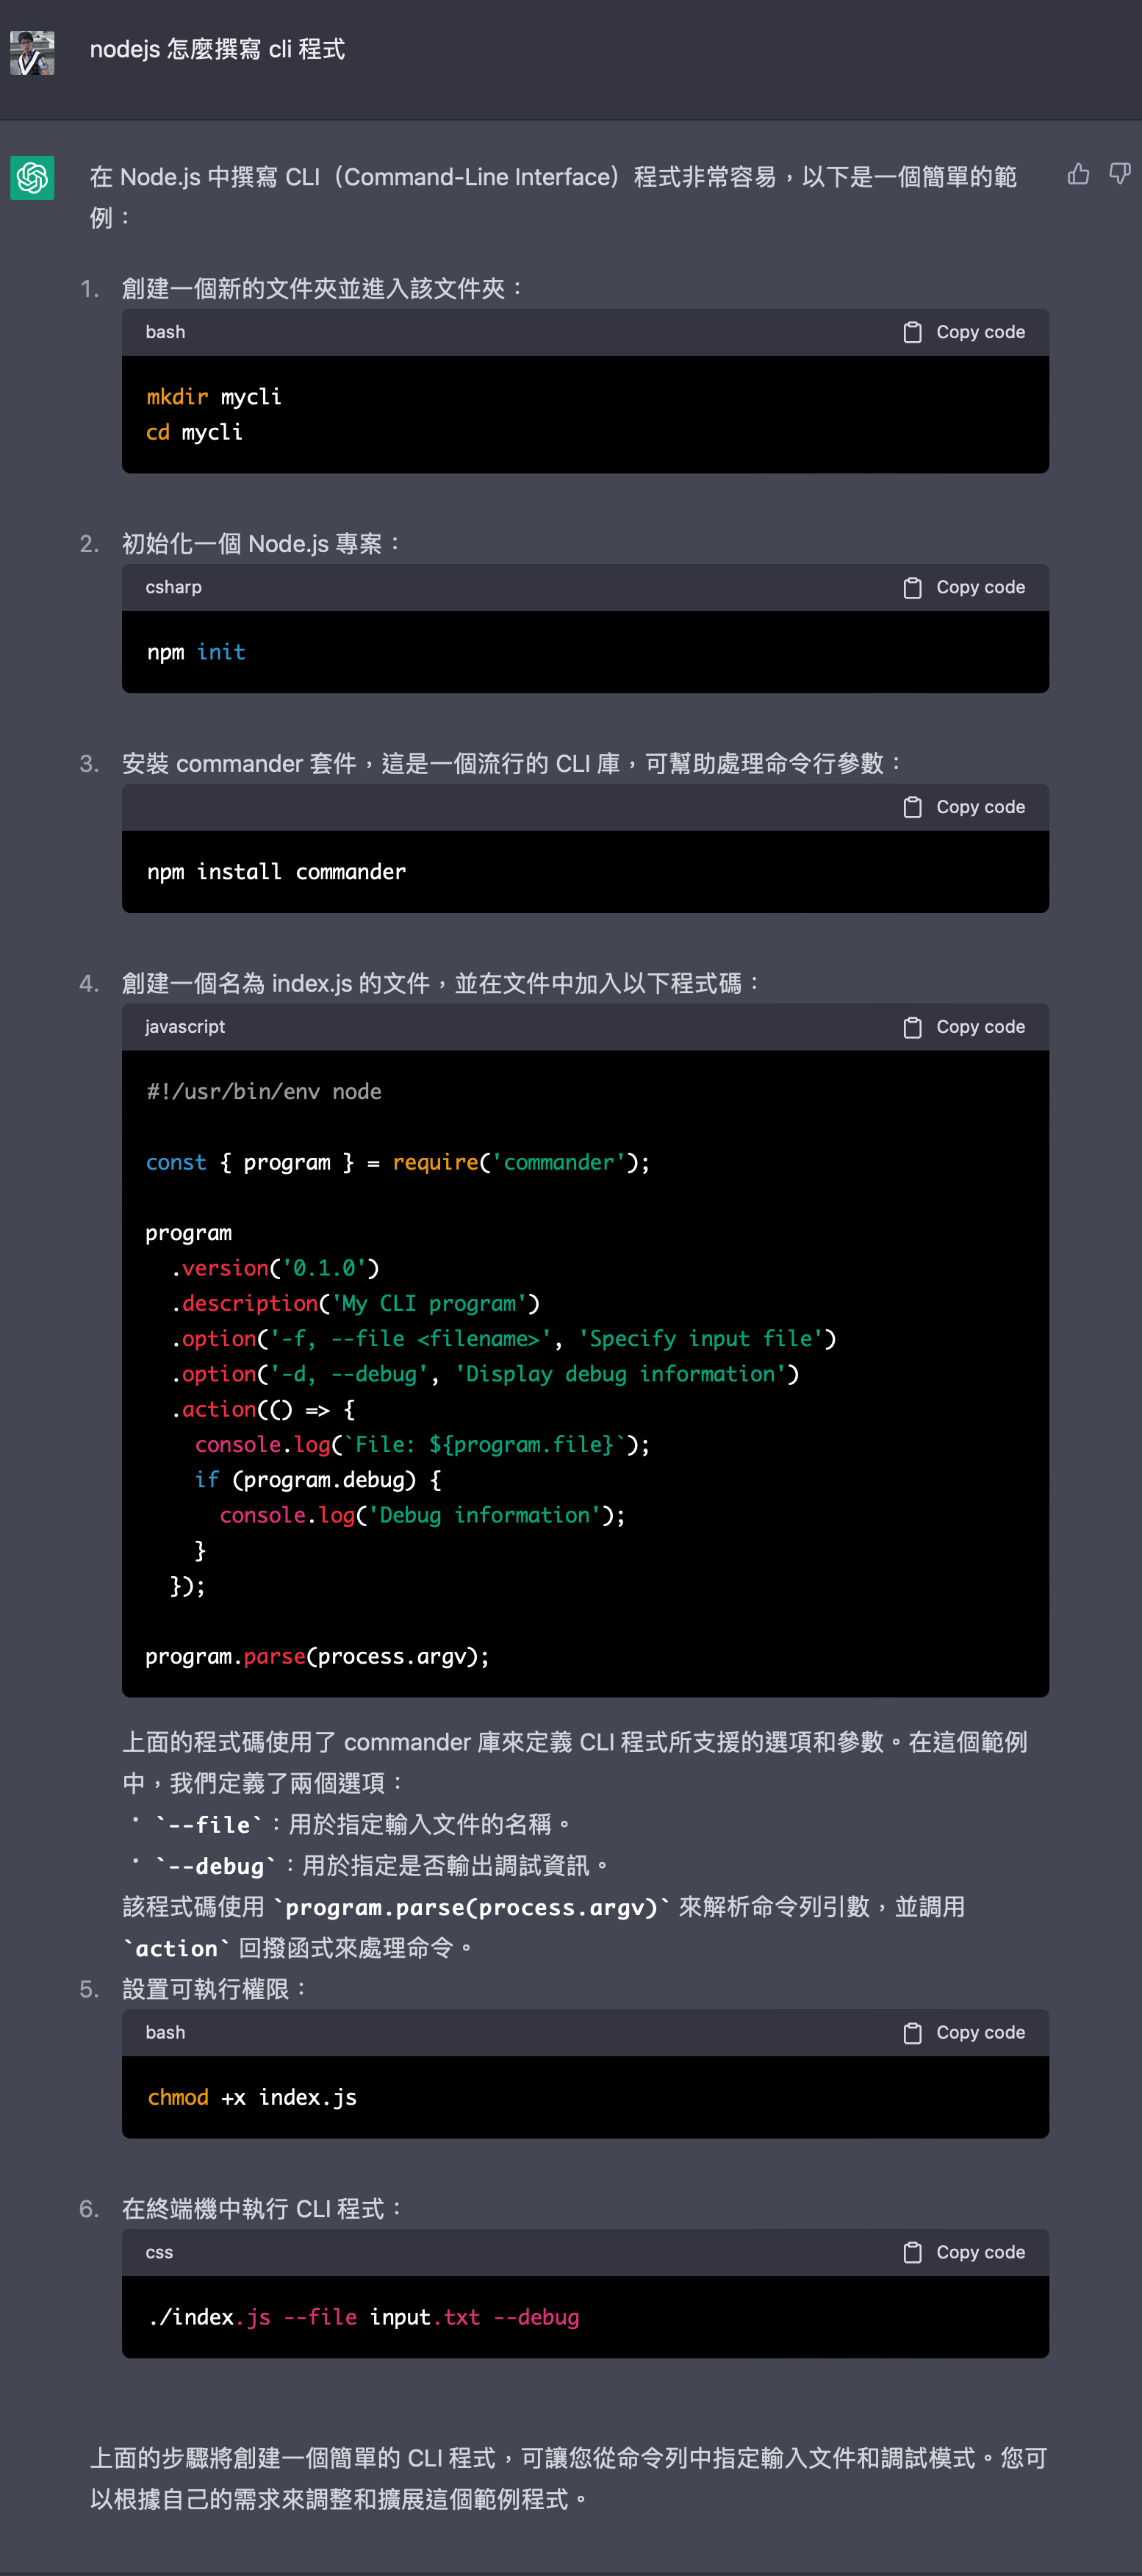 nodejs 怎麼撰寫 cli 程式
在 Node.js 中撰寫 CLI（Command-Line Interface）程式非常容易，以下是一個簡單的範
例：
1. 創建一個新的文件夾並進入該文件夾：
bash Copy code
mkdir mycli
cd mycli
2. 初始化一個 Node.js 專案：
csharp Copy code
npm init
3. 安裝 commander 套件，這是一個流行的 CLI 庫，可幫助處理命令行參數：
Copy code
npm install commander
4. 創建一個名為 index.js 的文件，並在文件中加入以下程式碼：
javascript Copy code
#!/usr/bin/env node
const { program } = require('commander');
program
  .version('0.1.0')
  .description('My CLI program')
  .option('-f, --file <filename>', 'Specify input file')
  .option('-d, --debug', 'Display debug information')
  .action(() => {
    console.log(`File: ${program.file}`);
    if (program.debug) {
      console.log('Debug information');
    }
  });
program.parse(process.argv);
上面的程式碼使用了 commander 庫來定義 CLI 程式所支援的選項和參數。在這個範例
中，我們定義了兩個選項：
• `--file`：用於指定輸入文件的名稱。
• `--debug`：用於指定是否輸出調試資訊。
該程式碼使用 `program.parse(process.argv)` 來解析命令列引數，並調用
`action` 回撥函式來處理命令。
5. 設置可執行權限：
bash Copy code
chmod +x index.js
6. 在終端機中執行 CLI 程式：
css Copy code
./index.js --file input.txt --debug
上面的步驟將創建一個簡單的 CLI 程式，可讓您從命令列中指定輸入文件和調試模式。您可
以根據自己的需求來調整和擴展這個範例程式。